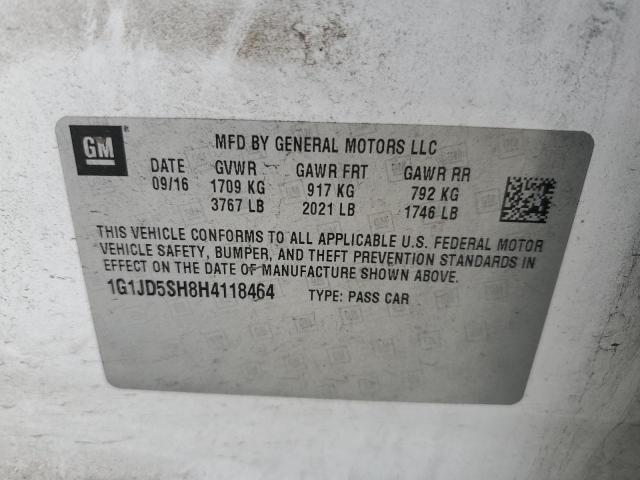 GM®
MFD BY GENERAL MOTORS LLC
DATE GVWR GAWR FRT GAWR RR
09/16 1709 KG 917 KG 792 KG
3767 LB 2021 LB 1746 LB
THIS VEHICLE CONFORMS TO ALL APPLICABLE U.S. FEDERAL MOTOR
VEHICLE SAFETY, BUMPER, AND THEFT PREVENTION STANDARDS IN
EFFECT ON THE DATE OF MANUFACTURE SHOWN ABOVE.
1G1JD5SH8H4118464 TYPE: PASS CAR